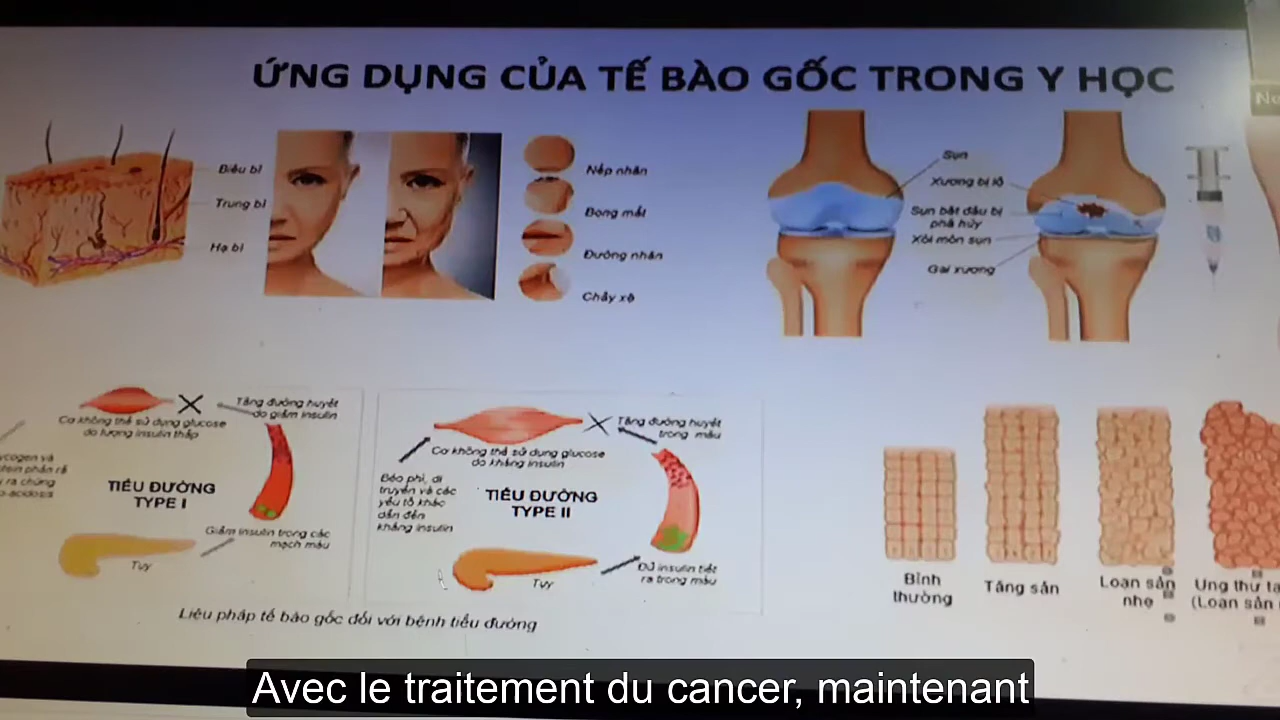 ỨNG DỤNG CỦA TẾ BÀO GỐC TRONG Y HỌC
Biểu bì
Trung bì
Hạ bì
Nếp nhăn
Bọng mắt
Đường nhăn
Chảy xệ
Sụn
Xương bị lộ
Sụn bắt đầu bị
phá hủy
Xói mòn sụn
Gai xương
Tăng đường huyết
do giảm insulin
Cơ không thể sử dụng glucose
do lượng insulin thấp
TIỂU ĐƯỜNG
TYPE I
Giảm insulin trong các
mạch máu
Tụy
Tăng đường huyết
trong máu
Cơ không thể sử dụng glucose
do kháng insulin
Béo phì, di
truyền và các
yếu tố khác
dẫn đến
kháng insulin
TIỂU ĐƯỜNG
TYPE II
Đủ insulin tiết
ra trong máu
Tụy
Liệu pháp tế bào gốc đối với bệnh tiểu đường
Bình
thường
Tăng sản
Loạn sản
nhẹ
Ung thư
(Loạn sản
Avec le traitement du cancer, maintenant